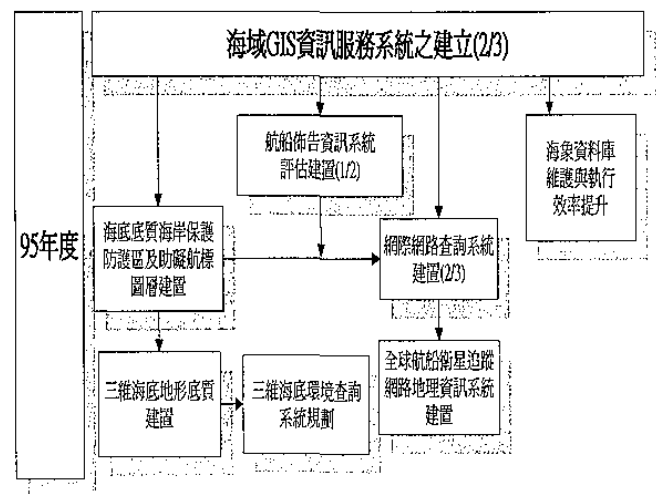 海域GIS資訊服務系統之建立(2/3)
95年度
航船佈告資訊系統
評估建置(1/2)
海象資料庫
維護與執行
效率提升
海底底質海岸保護
防護區及助礙航標
圖層建置
網際網路查詢系統
建置(2/3)
三維海底地形底質
建置
三維海底環境查詢
系統規劃
全球航船衛星追蹤
網路地理資訊系統
建置